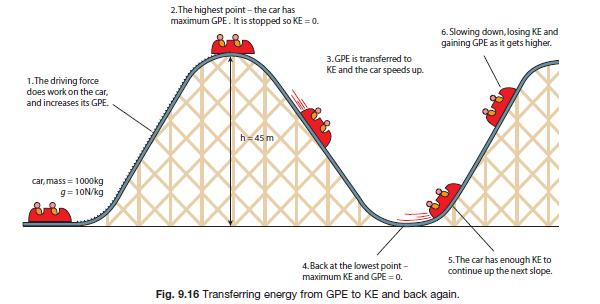 2.The highest point – the car has
maximum GPE. It is stopped so KE = 0.
6. Slowing down, losing KE and
gaining GPE as it gets higher.
3.GPE is transferred to
KE and the car speeds up.
1.The driving force
does work on the car,
and increases its GPE.
h = 45 m
car, mass = 1000kg
g = 10N/kg
4.Back at the lowest point –
maximum KE and GPE = 0.
5.The car has enough KE to
continue up the next slope.
Fig. 9.16 Transferring energy from GPE to KE and back again.